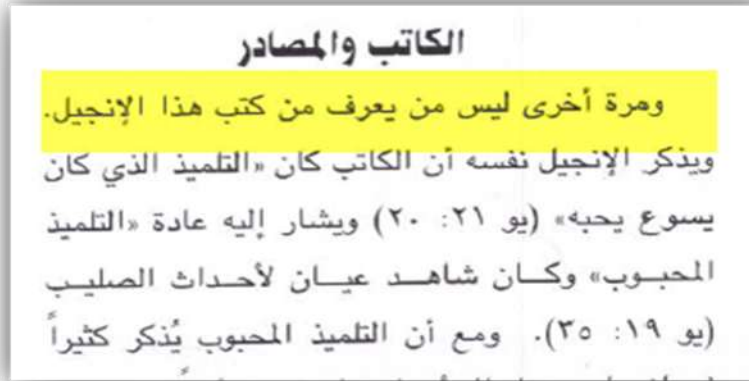 الكاتب والمصادر
ومرة أخرى ليس من يعرف من كتب هذا الإنجيل.
ويذكر الإنجيل نفسه أن الكاتب كان «التلميذ الذي كان
يسوع يحبه» (يو ٢١: ٢٠) ويشار إليه عادة «التلميذ
المحبوب» وكان شاهد عيان لأحداث الصليب
(يو ١٩: ٣٥). ومع أن التلميذ المحبوب يُذكر كثيراً